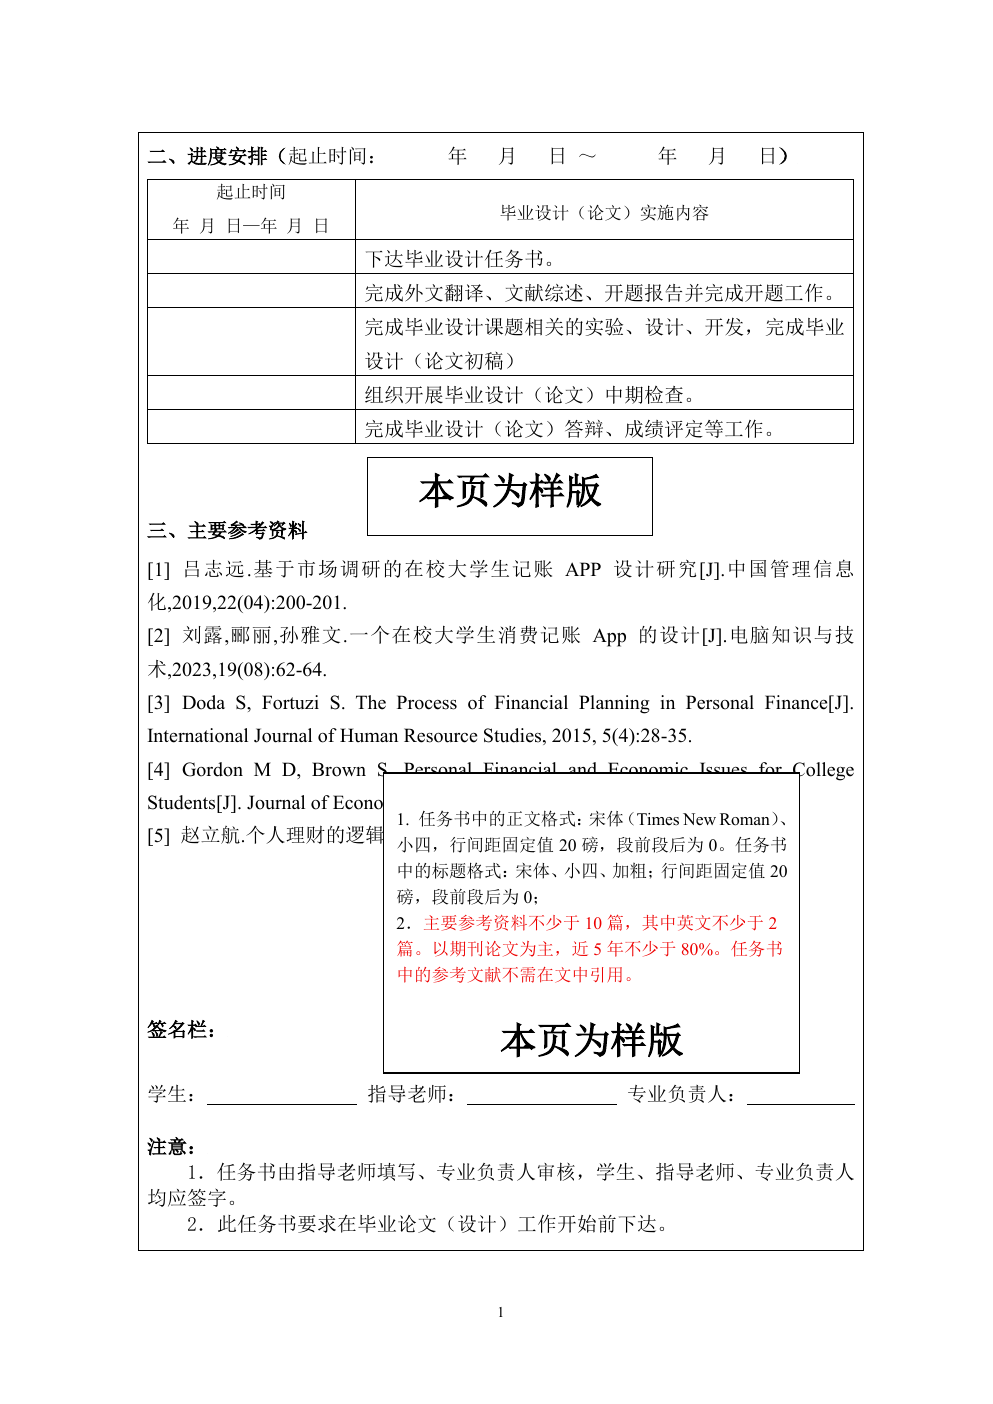 二、进度安排（起止时间： 年 月 日 ～ 年 月 日）
起止时间
年 月 日—年 月 日
毕业设计（论文）实施内容
下达毕业设计任务书。
完成外文翻译、文献综述、开题报告并完成开题工作。
完成毕业设计课题相关的实验、设计、开发，完成毕业
设计（论文初稿）
组织开展毕业设计（论文）中期检查。
完成毕业设计（论文）答辩、成绩评定等工作。
本页为样版
三、主要参考资料
[1] 吕志远.基于市场调研的在校大学生记账 APP 设计研究[J].中国管理信息
化,2019,22(04):200-201.
[2] 刘露,郦丽,孙雅文.一个在校大学生消费记账 App 的设计[J].电脑知识与技
术,2023,19(08):62-64.
[3] Doda S, Fortuzi S. The Process of Financial Planning in Personal Finance[J].
International Journal of Human Resource Studies, 2015, 5(4):28-35.
[4] Gordon M D, Brown S. Personal Financial and Economic Issues for College
Students[J]. Journal of Econo
[5] 赵立航.个人理财的逻辑
1. 任务书中的正文格式：宋体（Times New Roman）、
小四，行间距固定值 20 磅，段前段后为 0。任务书
中的标题格式：宋体、小四、加粗；行间距固定值 20
磅，段前段后为 0；
2．主要参考资料不少于 10 篇，其中英文不少于 2
篇。以期刊论文为主，近 5 年不少于 80%。任务书
中的参考文献不需在文中引用。
本页为样版
签名栏：
学生： 指导老师： 专业负责人：
注意：
1．任务书由指导老师填写、专业负责人审核，学生、指导老师、专业负责人
均应签字。
2．此任务书要求在毕业论文（设计）工作开始前下达。
1